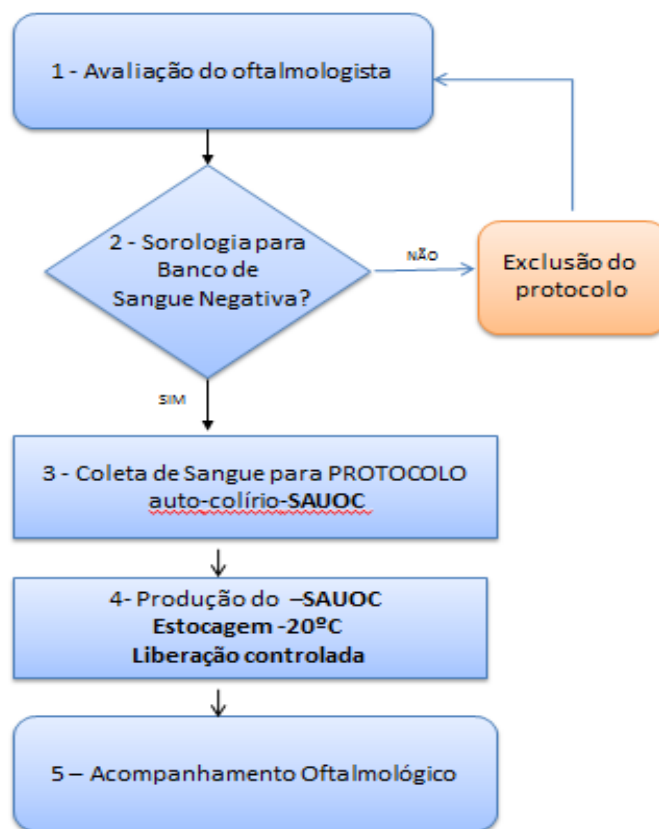 1 - Avaliação do oftalmologista
2 - Sorologia para
Banco de
Sangue Negativa?
NÃO
Exclusão do
protocolo
SIM
3 - Coleta de Sangue para PROTOCOLO
auto-colírio-SAUOC
4- Produção do –SAUOC
Estocagem -20ºC
Liberação controlada
5 – Acompanhamento Oftalmológico